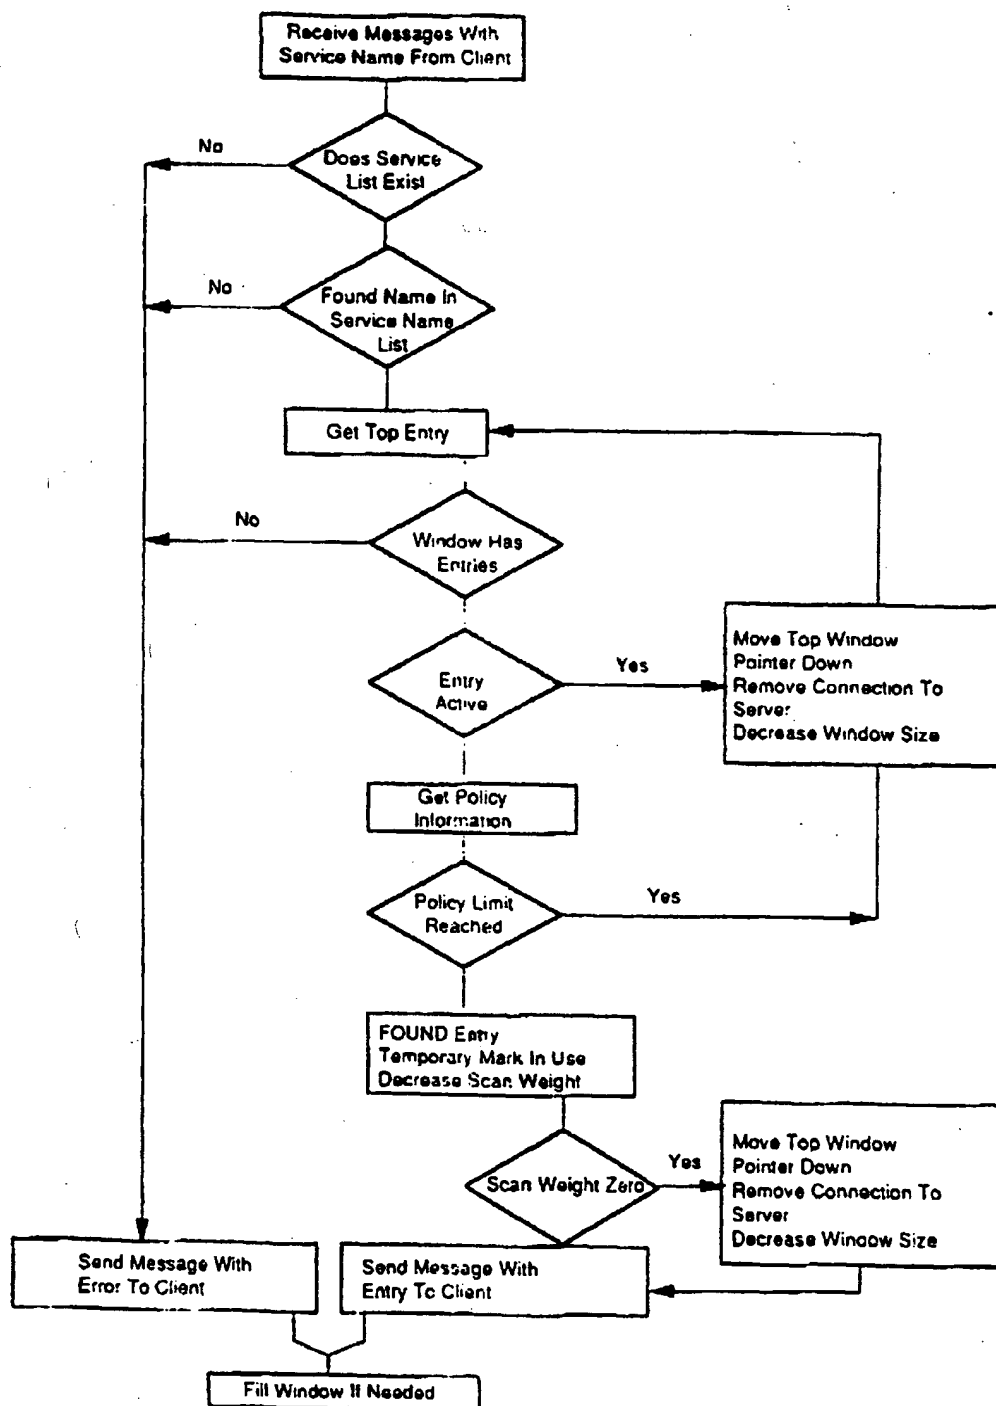 Receive Messages With
Service Name From Client
No
Does Service
List Exist
No
Found Name In
Service Name
List
Get Top Entry
No
Window Has
Entries
Entry
Active
Yes
Move Top Window
Pointer Down
Remove Connection To
Server
Decrease Window Size
Get Policy
Information
Policy Limit
Reached
Yes
FOUND Entry
Temporary Mark In Use
Decrease Scan Weight
Scan Weight Zero
Yes
Move Top Window
Pointer Down
Remove Connection To
Server
Decrease Window Size
Send Message With
Error To Client
Send Message With
Entry To Client
Fill Window If Needed